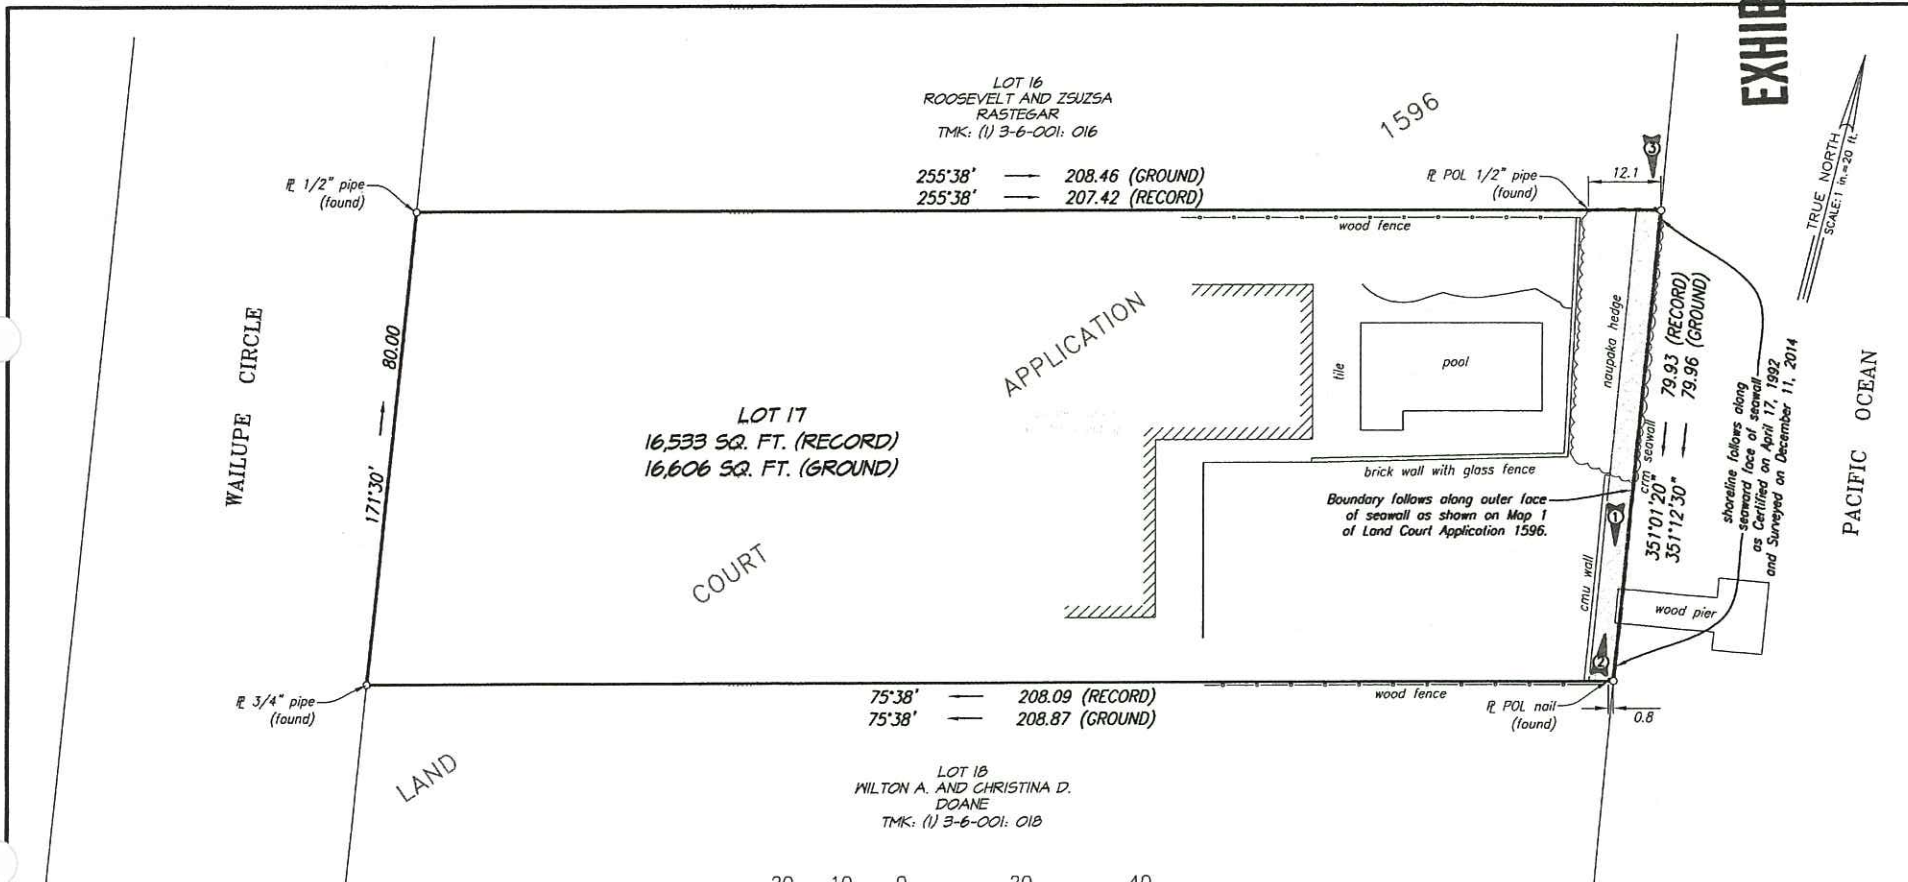 EXHIB
LOT 16
ROOSEVELT AND ZSUZSA
RASTEGAR
TMK: (1) 3-6-001: 016
1596
255°38' 208.46 (GROUND)
255°38' 207.42 (RECORD)
℄ 1/2" pipe
(found)
℄ POL 1/2" pipe
(found)
12.1
3
TRUE NORTH
SCALE: 1 in.=20 ft.
wood fence
WAILUPE CIRCLE
171°30' 80.00
APPLICATION
LOT 17
16,533 SQ. FT. (RECORD)
16,606 SQ. FT. (GROUND)
tile
pool
naupaka hedge
brick wall with glass fence
Boundary follows along outer face
of seawall as shown on Map 1
of Land Court Application 1596.
crm seawall
351°01'20" 79.93 (RECORD)
351°12'30" 79.96 (GROUND)
shoreline follows along
seaward face of seawall
as Certified on April 17, 1992
and Surveyed on December 11, 2014
PACIFIC OCEAN
1
cmu wall
wood pier
2
COURT
℄ 3/4" pipe
(found)
75°38' 208.09 (RECORD)
75°38' 208.87 (GROUND)
wood fence
℄ POL nail
(found)
0.8
LAND
LOT 18
WILTON A. AND CHRISTINA D.
DOANE
TMK: (1) 3-6-001: 018
20 10 0 20 40